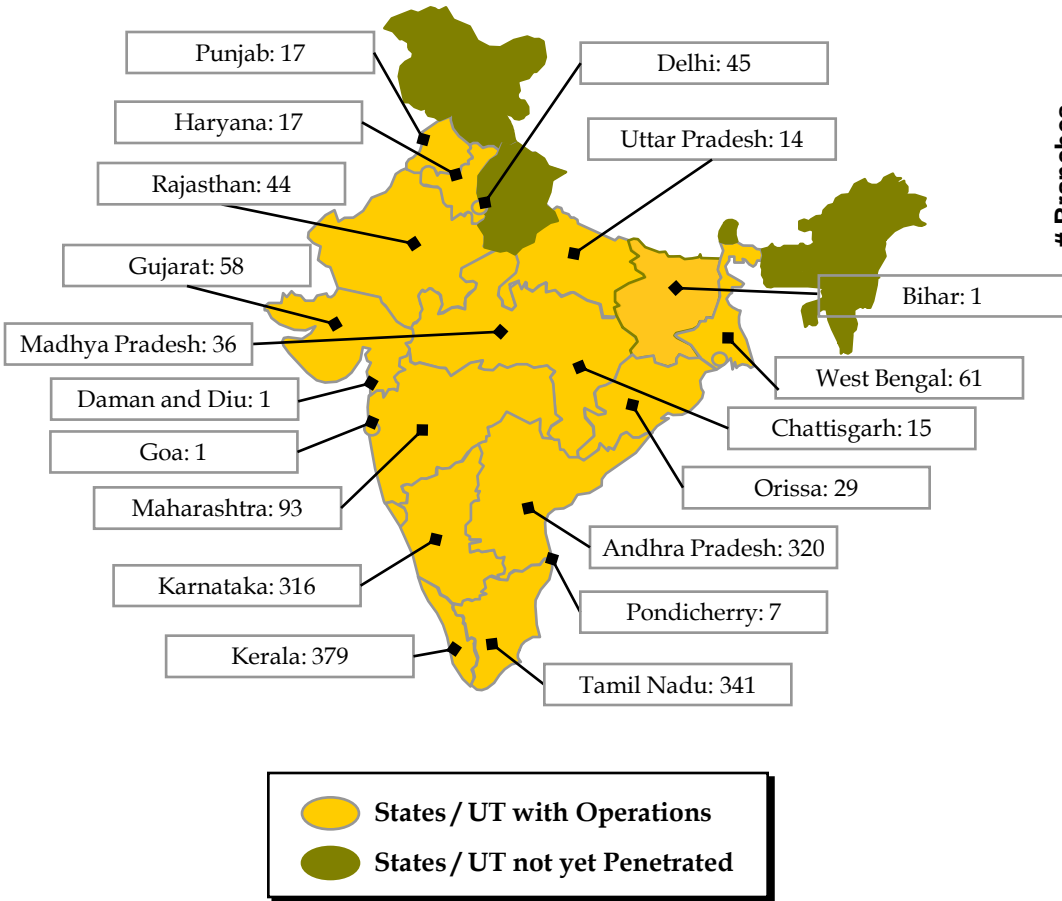 Punjab: 17
Delhi: 45
Haryana: 17
Uttar Pradesh: 14
Rajasthan: 44
Gujarat: 58
Bihar: 1
Madhya Pradesh: 36
West Bengal: 61
Daman and Diu: 1
Chattisgarh: 15
Goa: 1
Orissa: 29
Maharashtra: 93
Andhra Pradesh: 320
Karnataka: 316
Pondicherry: 7
Kerala: 379
Tamil Nadu: 341
States / UT with Operations
States / UT not yet Penetrated